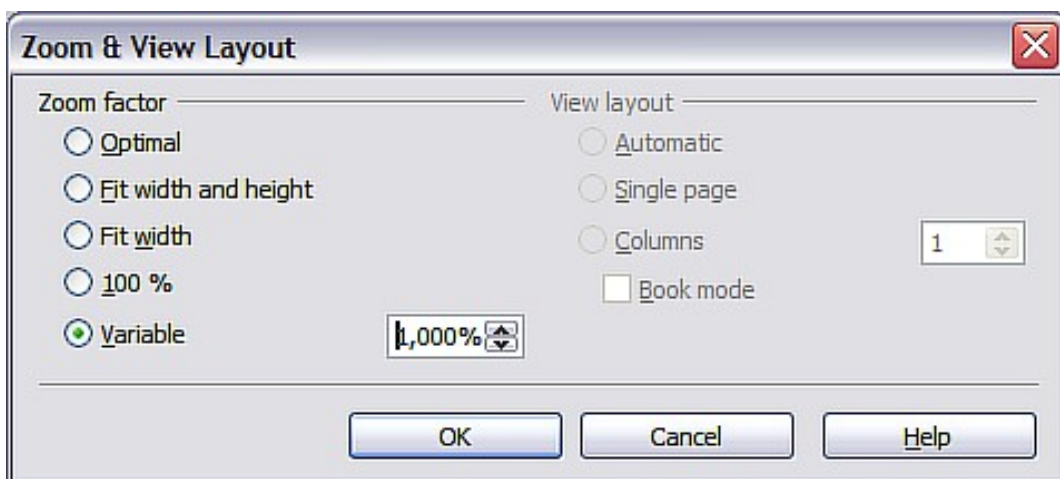 Zoom & View Layout
Zoom factor
Optimal
Fit width and height
Fit width
100 %
Variable 1,000%
View layout
Automatic
Single page
Columns 1
Book mode
OK Cancel Help